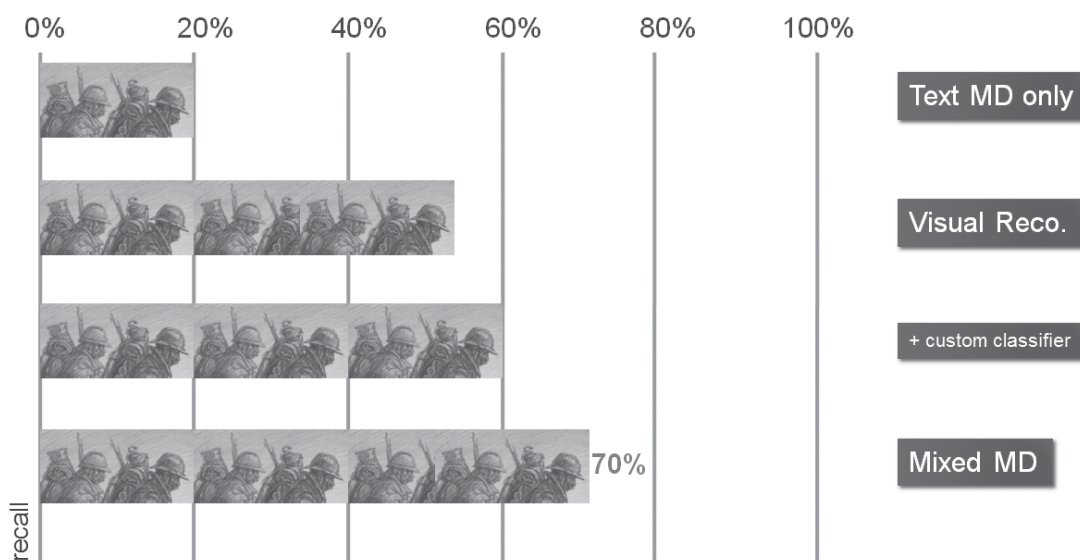 0% 20% 40% 60% 80% 100%
Text MD only
Visual Reco.
+ custom classifier
70%
Mixed MD
recall